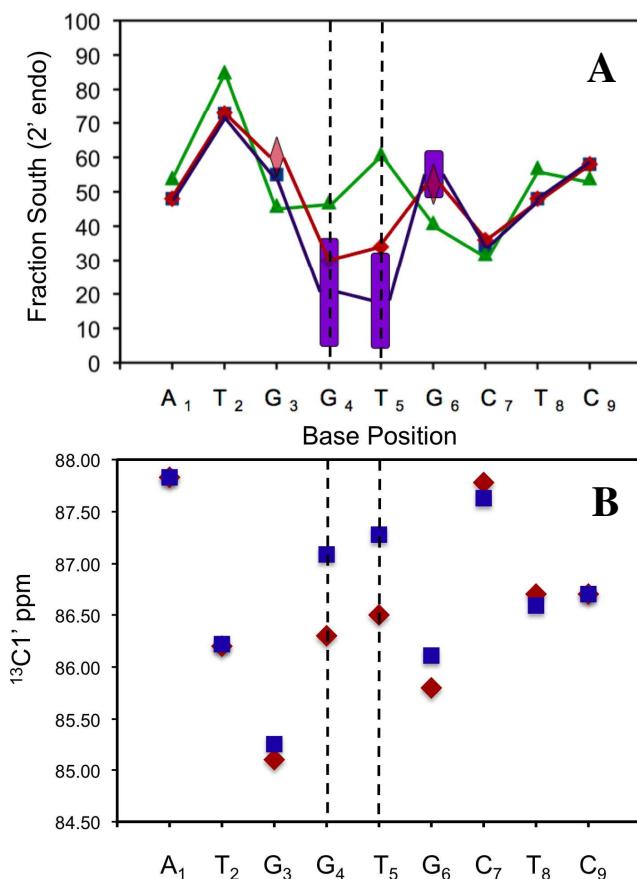 100
A
90
80
70
60
50
40
30
20
10
0
Fraction South (2' endo)
A 1 T 2 G 3 G 4 T 5 G 6 C 7 T 8 C 9
Base Position
88.00
B
87.50
87.00
86.50
86.00
85.50
85.00
84.50
¹³C1' ppm
A₁ T₂ G₃ G₄ T₅ G₆ C₇ T₈ C₉